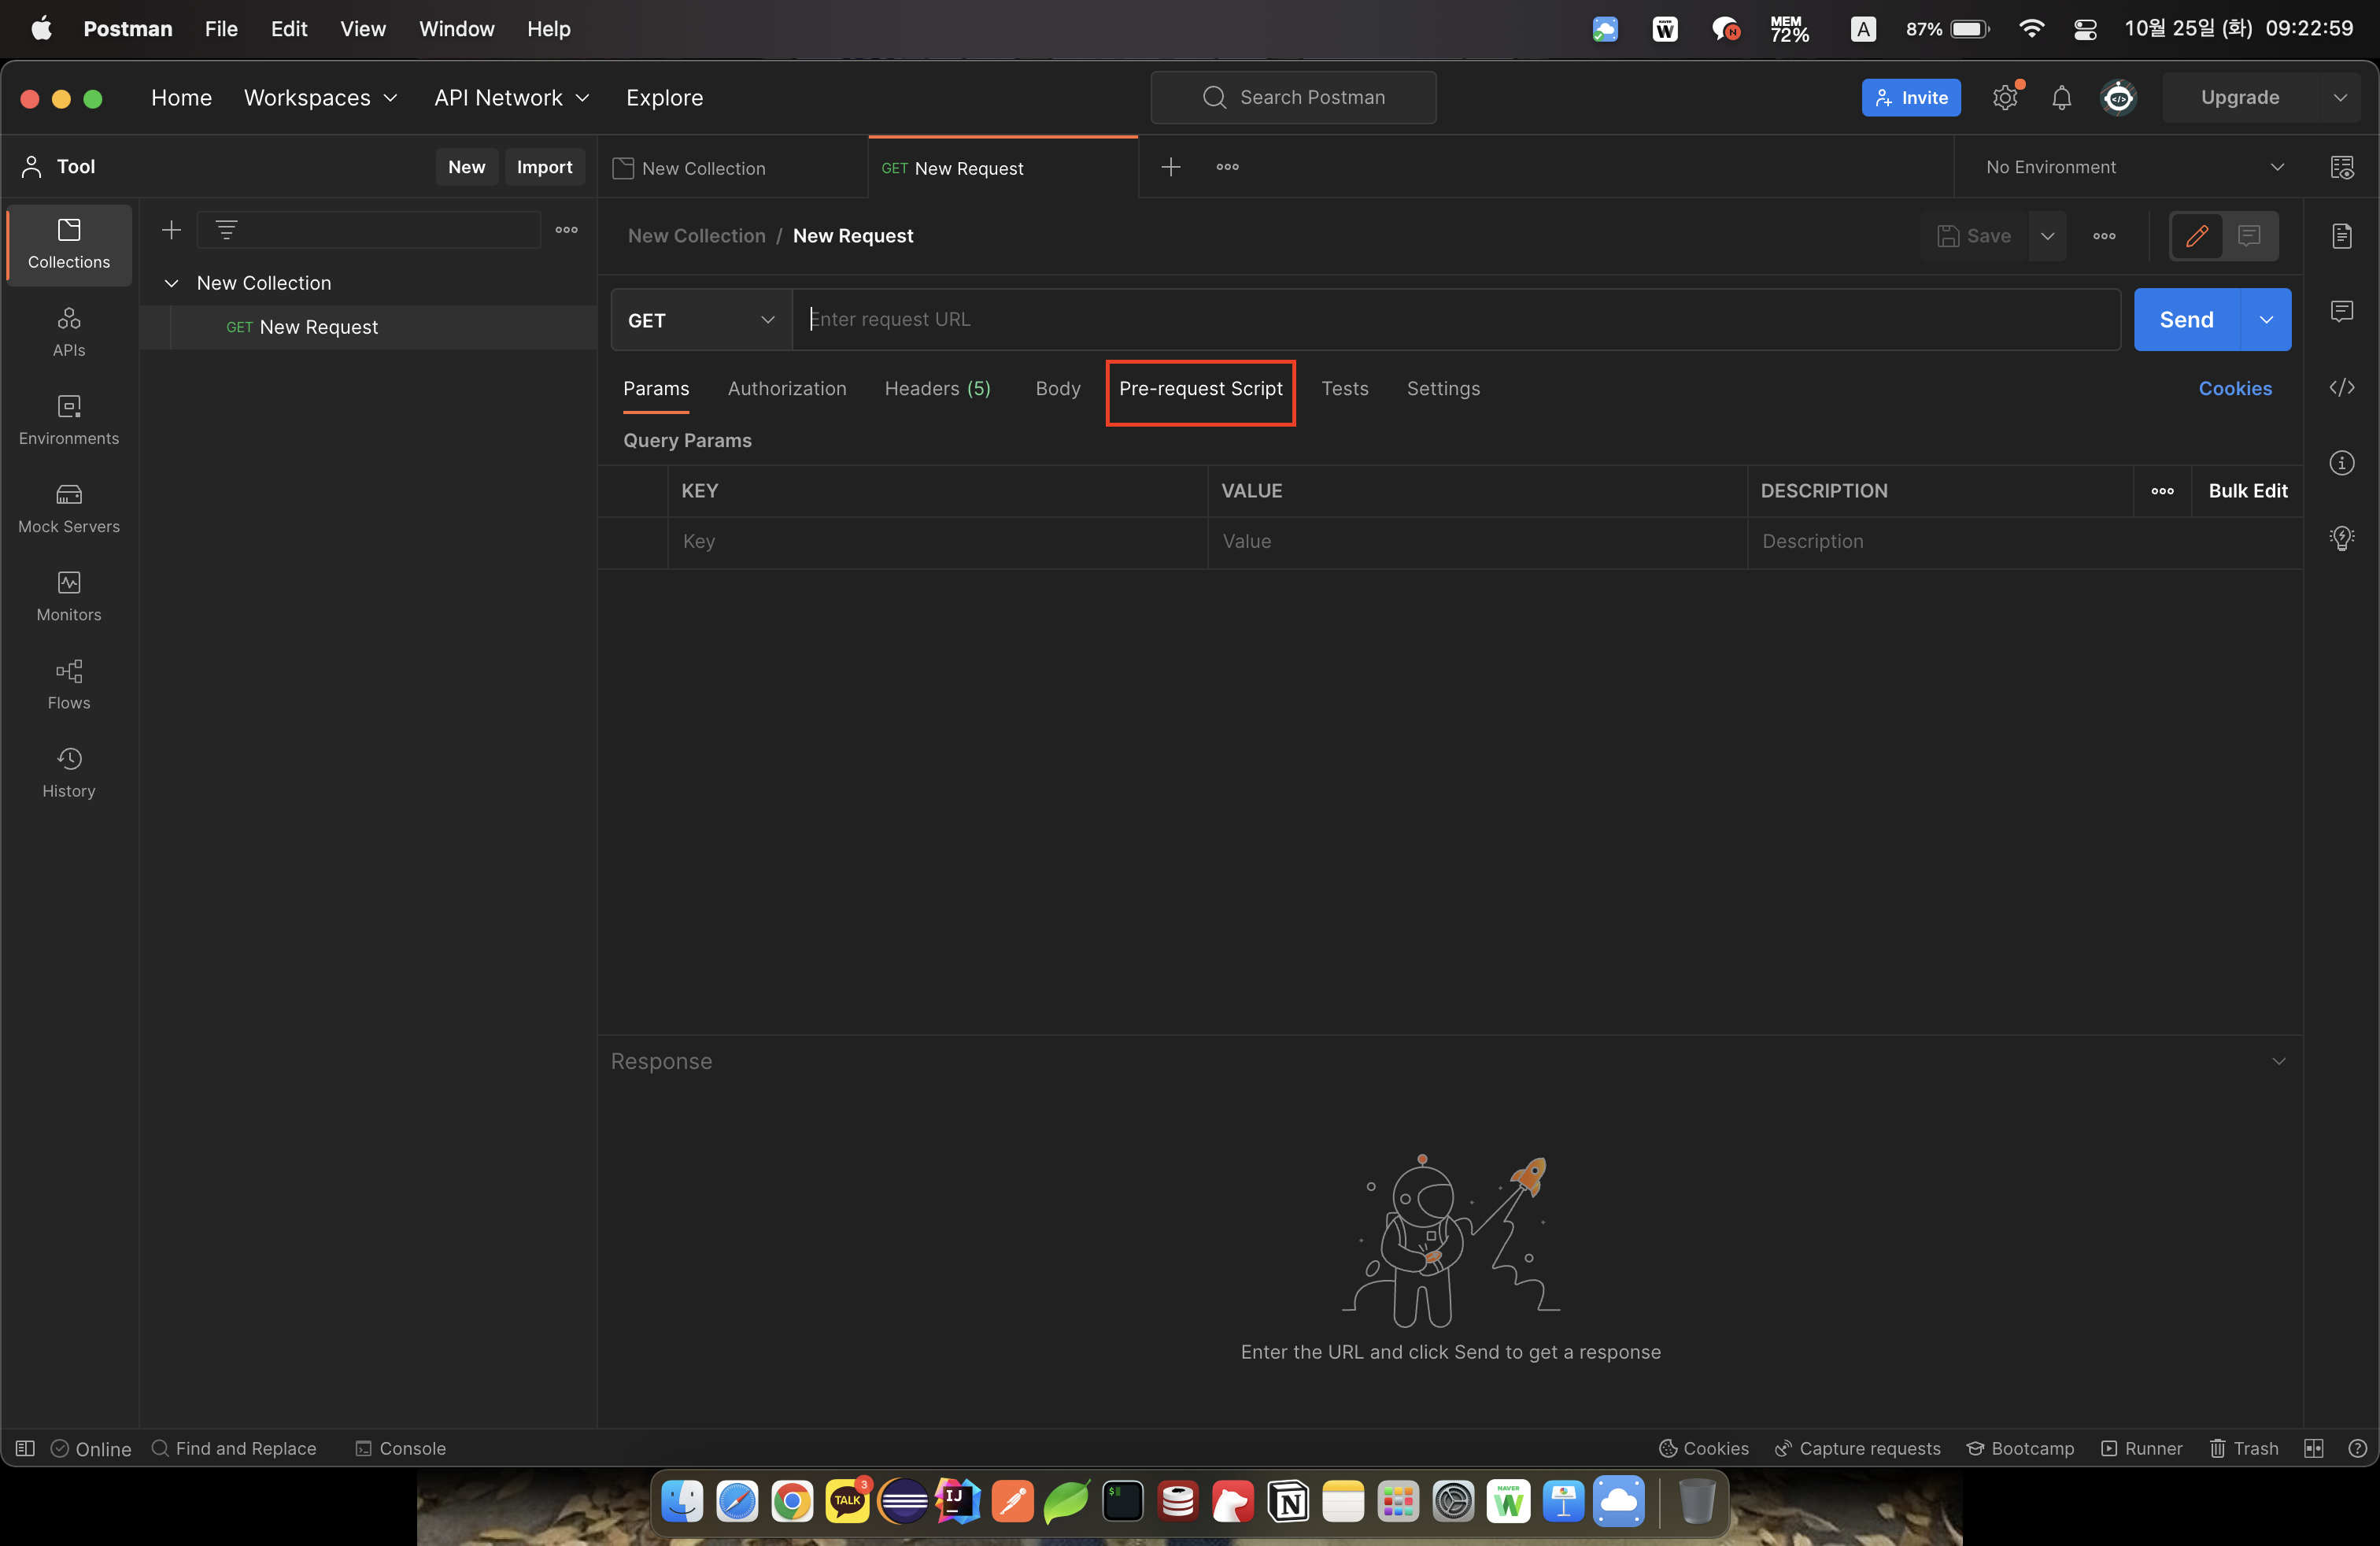 Postman File Edit View Window Help
W N MEM 72% A 87% 10월 25일 (화) 09:22:59
Home Workspaces API Network Explore Search Postman Invite Upgrade
Tool New Import New Collection GET New Request No Environment
Collections
New Collection / New Request Save
New Collection
GET New Request
GET Enter request URL Send
APIs
Params Authorization Headers (5) Body Pre-request Script Tests Settings Cookies
Environments
Query Params
KEY VALUE DESCRIPTION Bulk Edit
Key Value Description
Mock Servers
Monitors
Flows
History
Response
Enter the URL and click Send to get a response
Online Find and Replace Console Cookies Capture requests Bootcamp Runner Trash
TALK 3 IJ $ N NAVER W